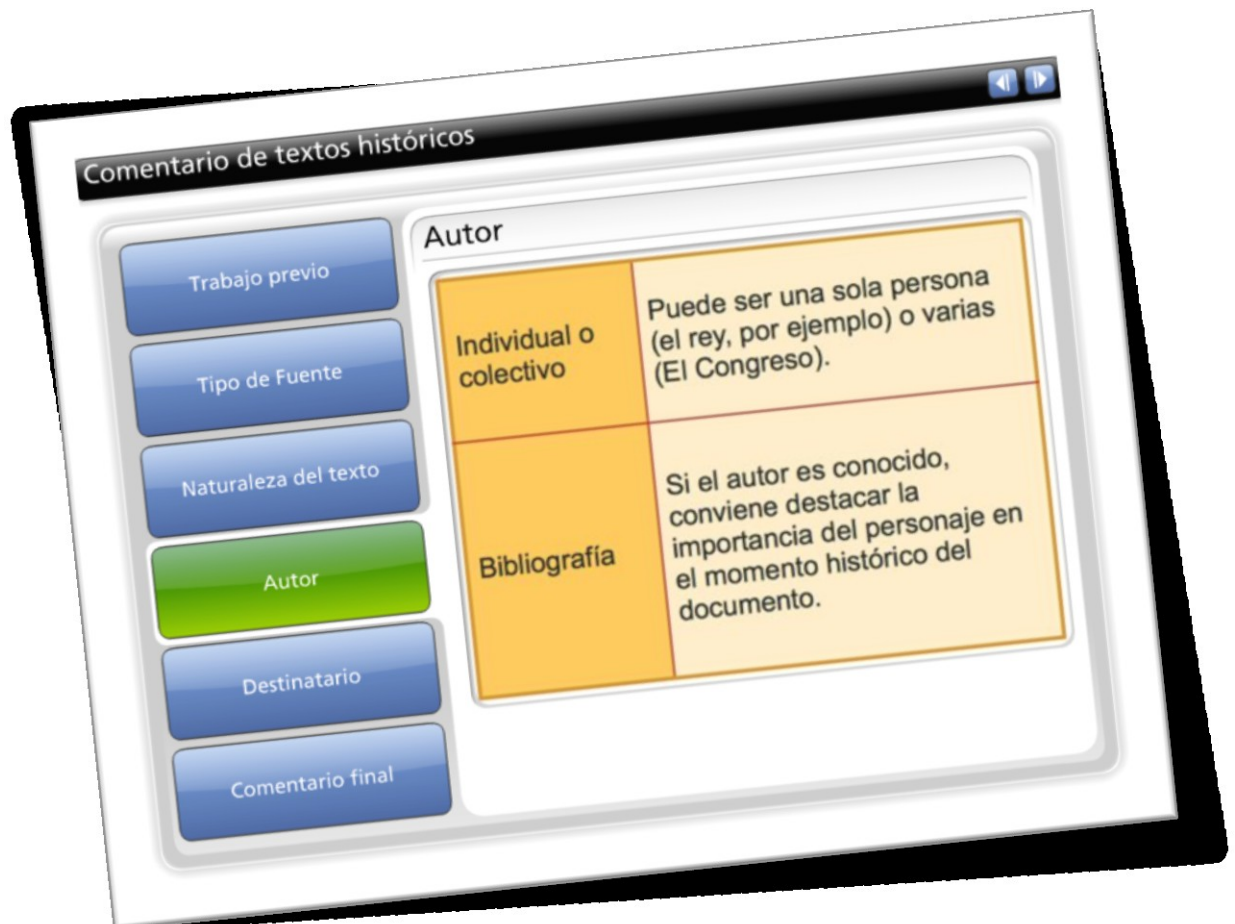 Comentario de textos históricos
Trabajo previo
Tipo de Fuente
Naturaleza del texto
Autor
Destinatario
Comentario final
Autor
Individual o
colectivo
Puede ser una sola persona
(el rey, por ejemplo) o varias
(El Congreso).
Bibliografía
Si el autor es conocido,
conviene destacar la
importancia del personaje en
el momento histórico del
documento.